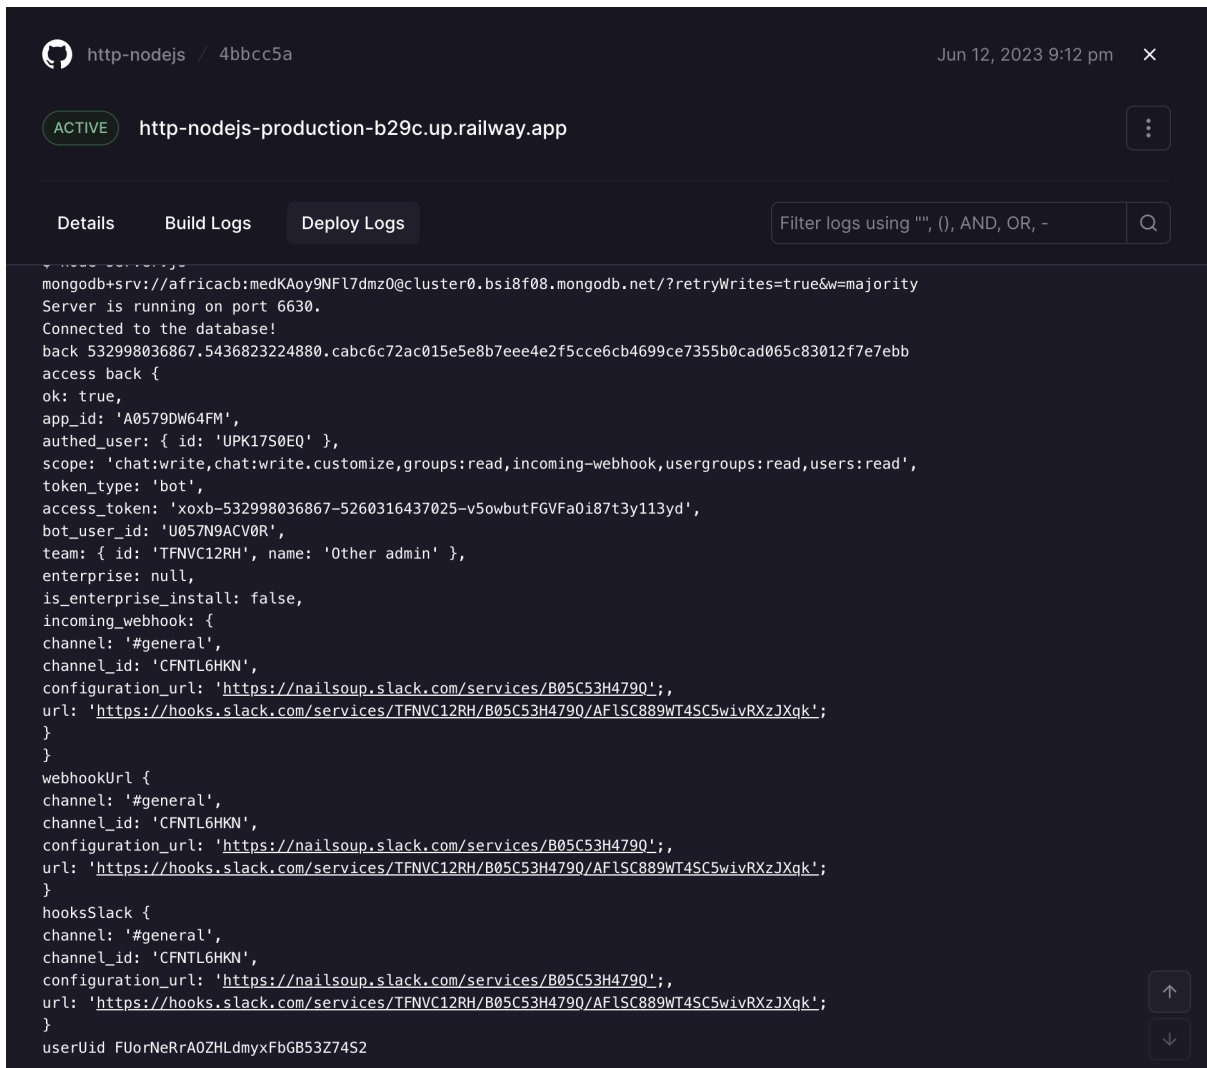 http-nodejs / 4bbcc5a
Jun 12, 2023 9:12 pm
ACTIVE
http-nodejs-production-b29c.up.railway.app
Details
Build Logs
Deploy Logs
Filter logs using "", (), AND, OR, -
mongodb+srv://africacb:medKAoy9NFl7dmzO@cluster0.bsi8f08.mongodb.net/?retryWrites=true&w=majority
Server is running on port 6630.
Connected to the database!
back 532998036867.5436823224880.cabc6c72ac015e5e8b7eee4e2f5cce6cb4699ce7355b0cad065c83012f7e7ebb
access back {
ok: true,
app_id: 'A0579DW64FM',
authed_user: { id: 'UPK17S0EQ' },
scope: 'chat:write,chat:write.customize,groups:read,incoming-webhook,usergroups:read,users:read',
token_type: 'bot',
access_token: 'xoxb-532998036867-5260316437025-v5owbutFGVFaOi87t3y113yd',
bot_user_id: 'U057N9ACV0R',
team: { id: 'TFNVC12RH', name: 'Other admin' },
enterprise: null,
is_enterprise_install: false,
incoming_webhook: {
channel: '#general',
channel_id: 'CFNTL6HKN',
configuration_url: 'https://nailsoup.slack.com/services/B05C53H479Q';,
url: 'https://hooks.slack.com/services/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';
}
}
webhookUrl {
channel: '#general',
channel_id: 'CFNTL6HKN',
configuration_url: 'https://nailsoup.slack.com/services/B05C53H479Q';,
url: 'https://hooks.slack.com/services/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';
}
hooksSlack {
channel: '#general',
channel_id: 'CFNTL6HKN',
configuration_url: 'https://nailsoup.slack.com/services/B05C53H479Q';,
url: 'https://hooks.slack.com/services/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';
}
userUid FUorNeRrAOZHLdmyxFbGB53Z74S2